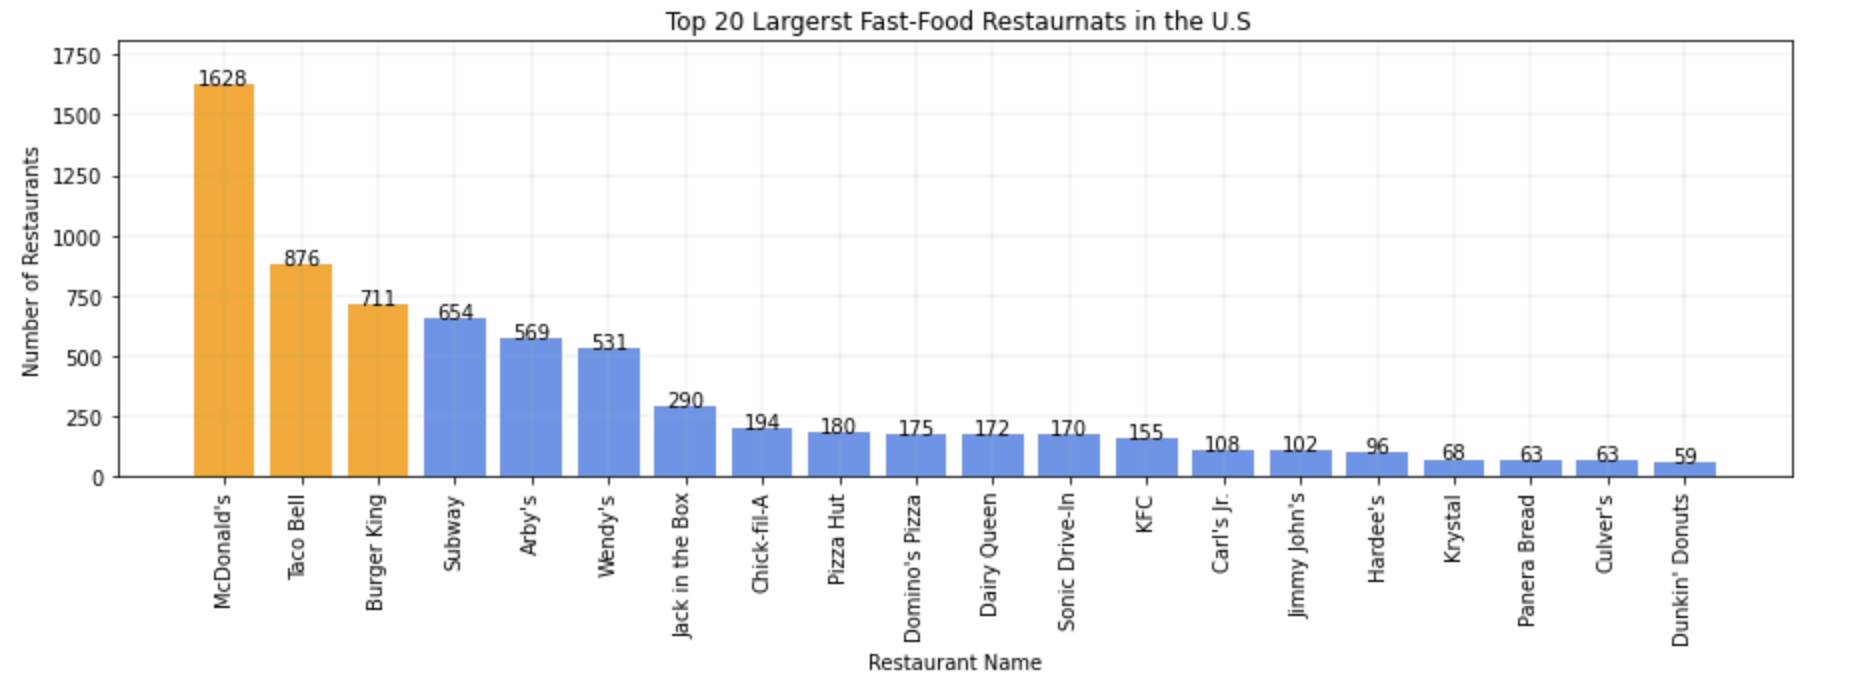 Top 20 Largerst Fast-Food Restaurnats in the U.S
Number of Restaurants
1750
1500
1250
1000
750
500
250
0
1628
876
711
654
569
531
290
194
180
175
172
170
155
108
102
96
68
63
63
59
McDonald's
Taco Bell
Burger King
Subway
Arby's
Wendy's
Jack in the Box
Chick-fil-A
Pizza Hut
Domino's Pizza
Dairy Queen
Sonic Drive-In
KFC
Carl's Jr.
Jimmy John's
Hardee's
Krystal
Panera Bread
Culver's
Dunkin' Donuts
Restaurant Name